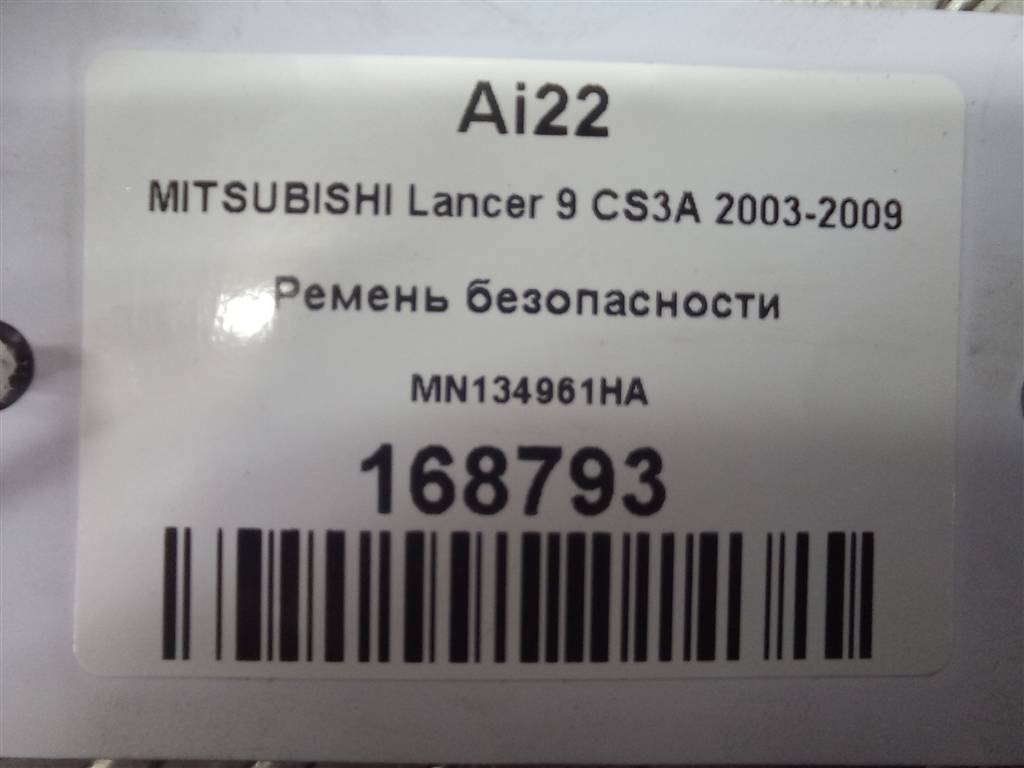 Ai22
MITSUBISHI Lancer 9 CS3A 2003-2009
Ремень безопасности
MN134961HA
168793